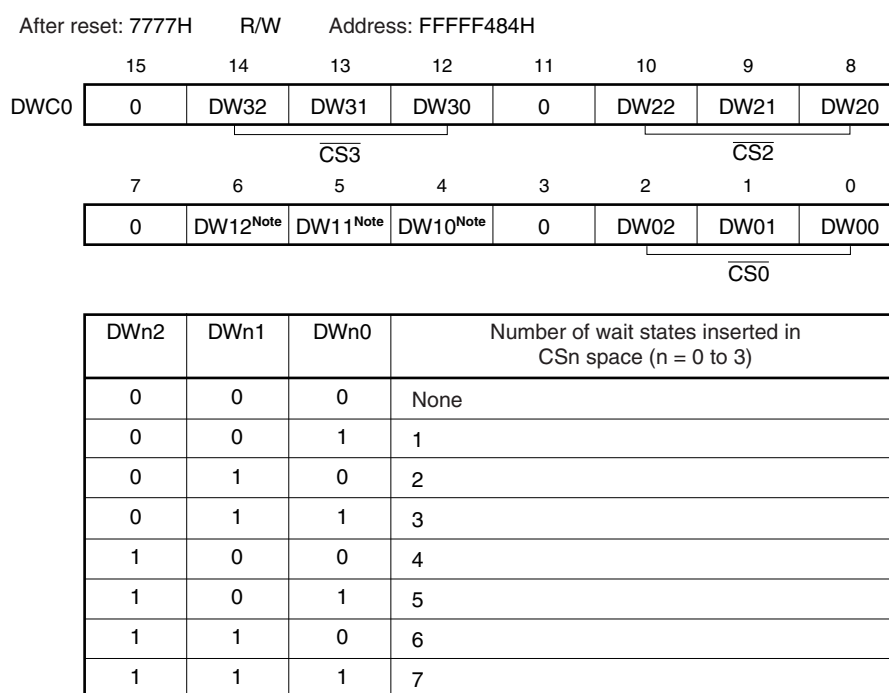 After reset: 7777H R/W Address: FFFFF484H
15 14 13 12 11 10 9 8
DWC0 0 DW32 DW31 DW30 0 DW22 DW21 DW20
CS3 CS2
7 6 5 4 3 2 1 0
0 DW12Note DW11Note DW10Note 0 DW02 DW01 DW00
CS0
DWn2 DWn1 DWn0 Number of wait states inserted in
CSn space (n = 0 to 3)
0 0 0 None
0 0 1 1
0 1 0 2
0 1 1 3
1 0 0 4
1 0 1 5
1 1 0 6
1 1 1 7